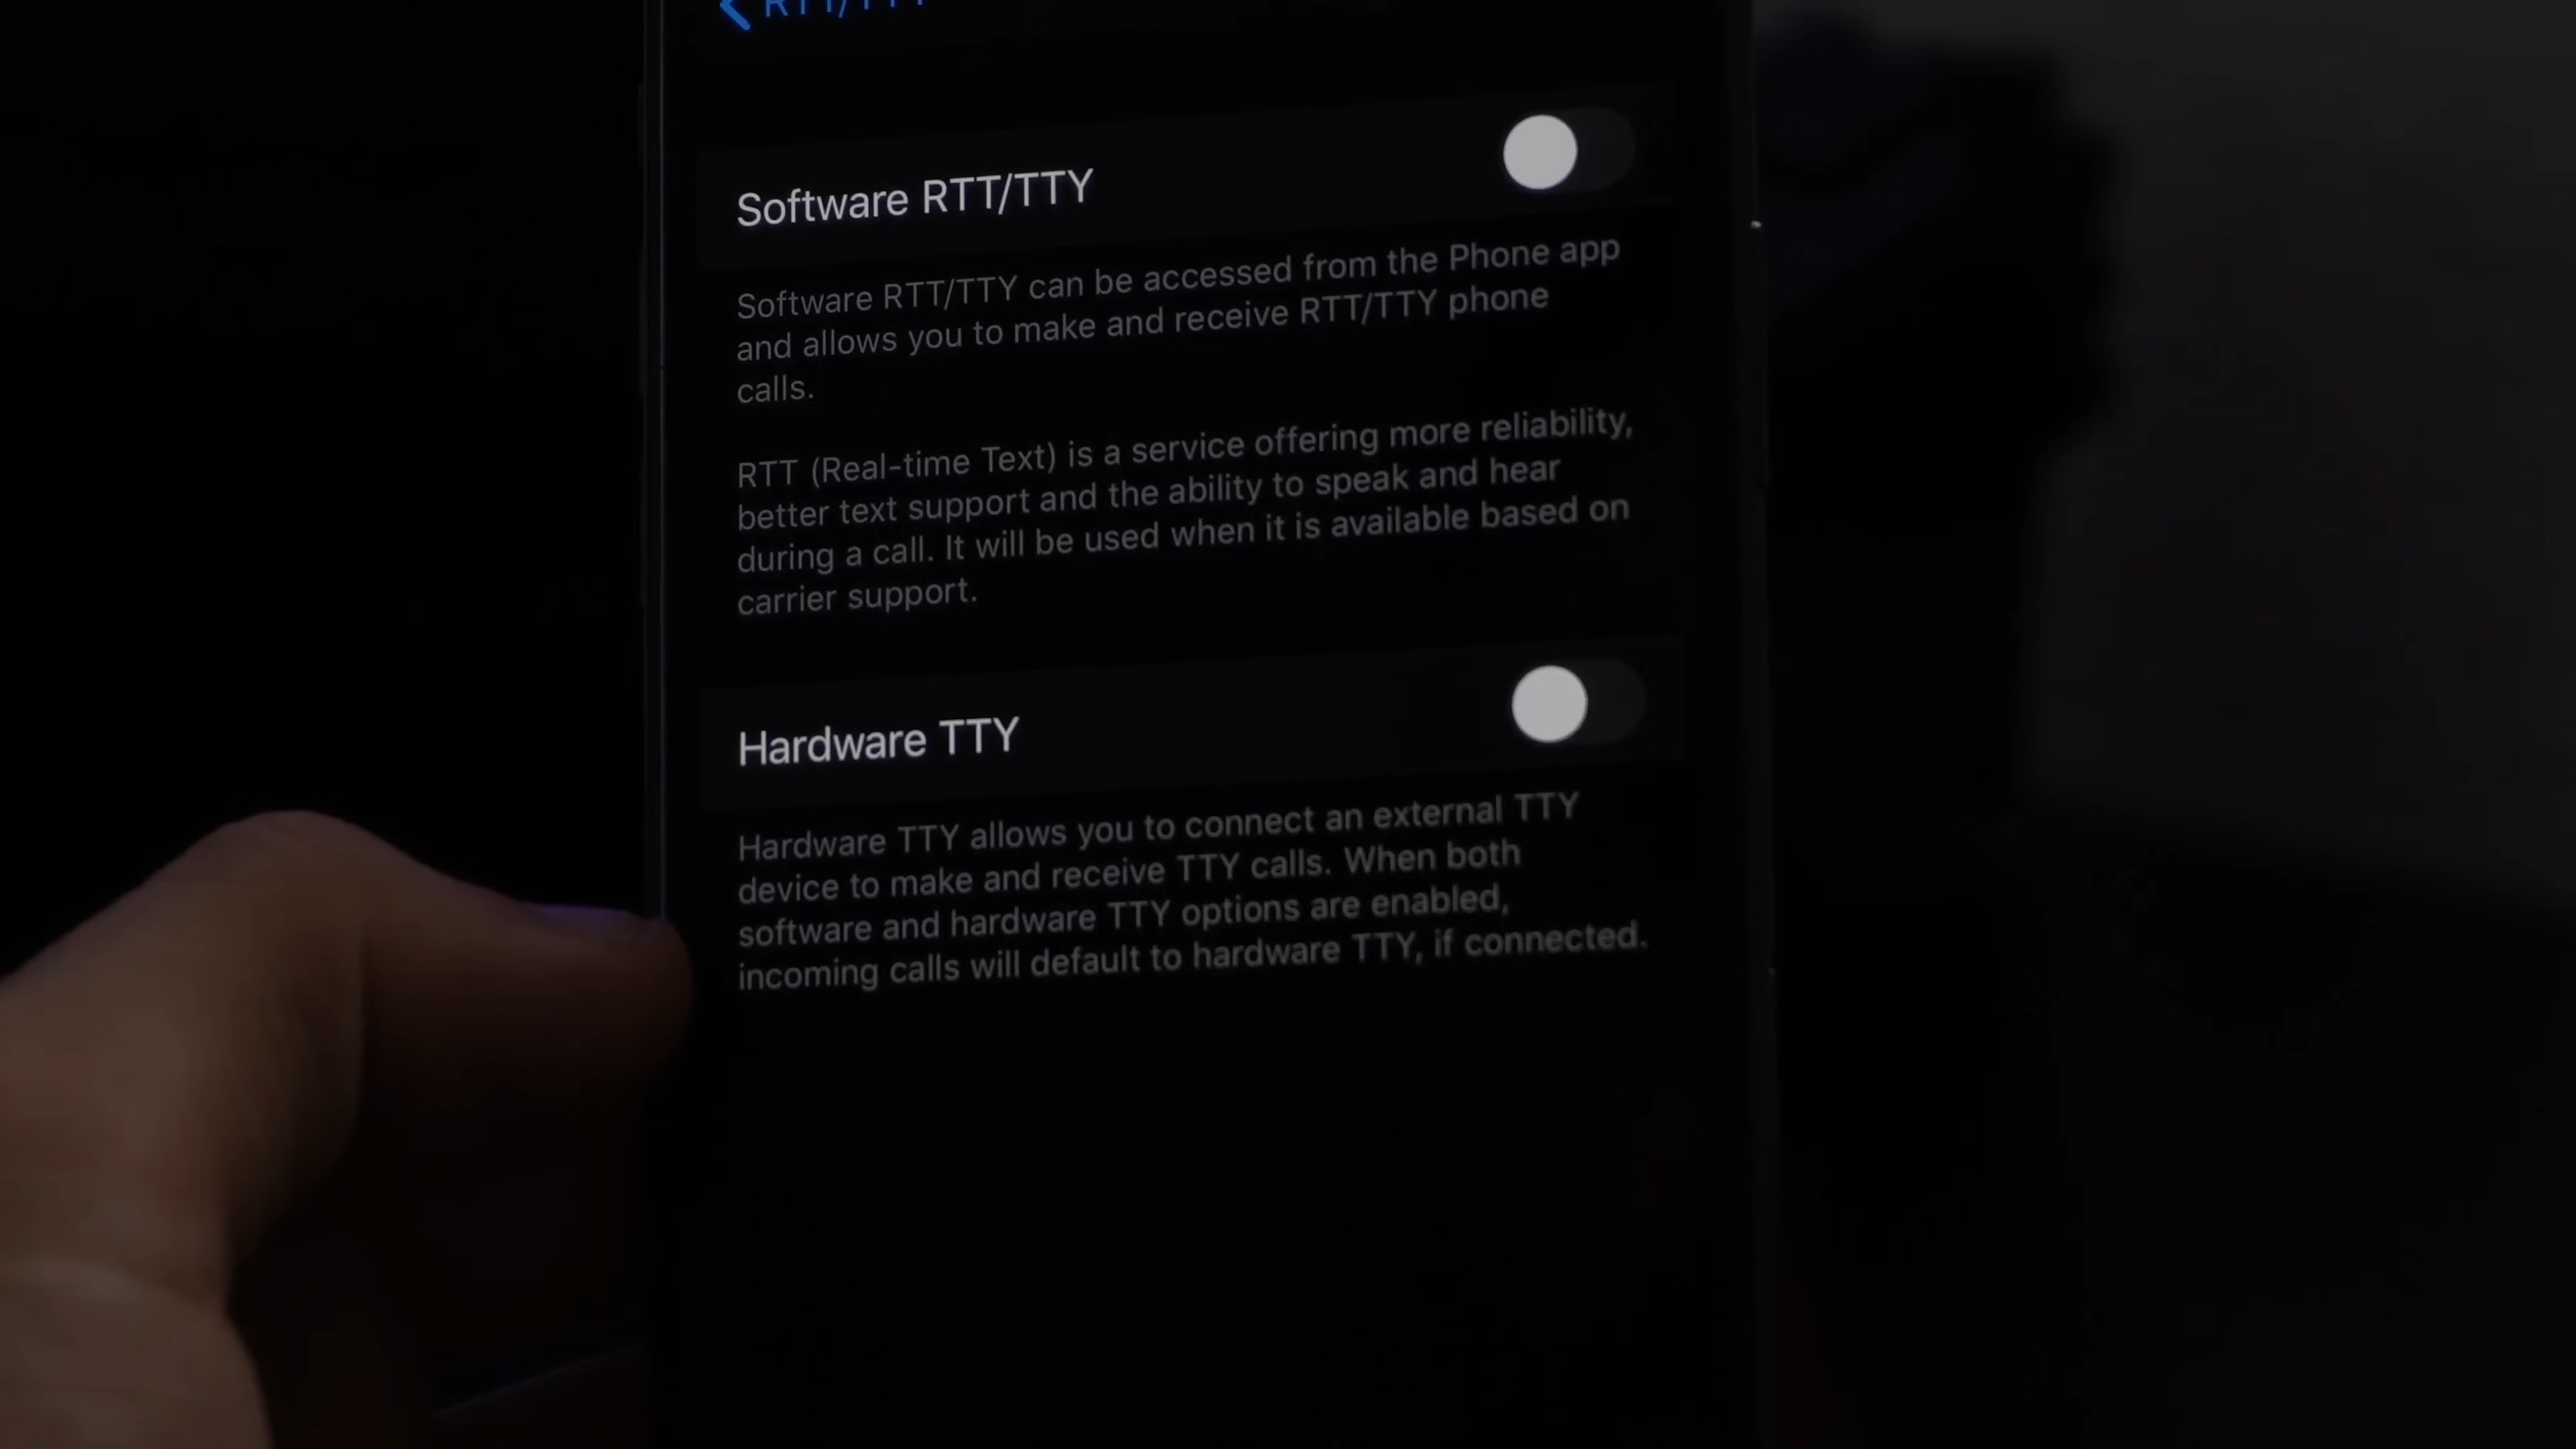 RTT/TTY
Software RTT/TTY
Software RTT/TTY can be accessed from the Phone app
and allows you to make and receive RTT/TTY phone
calls.
RTT (Real-time Text) is a service offering more reliability,
better text support and the ability to speak and hear
during a call. It will be used when it is available based on
carrier support.
Hardware TTY
Hardware TTY allows you to connect an external TTY
device to make and receive TTY calls. When both
software and hardware TTY options are enabled,
incoming calls will default to hardware TTY, if connected.